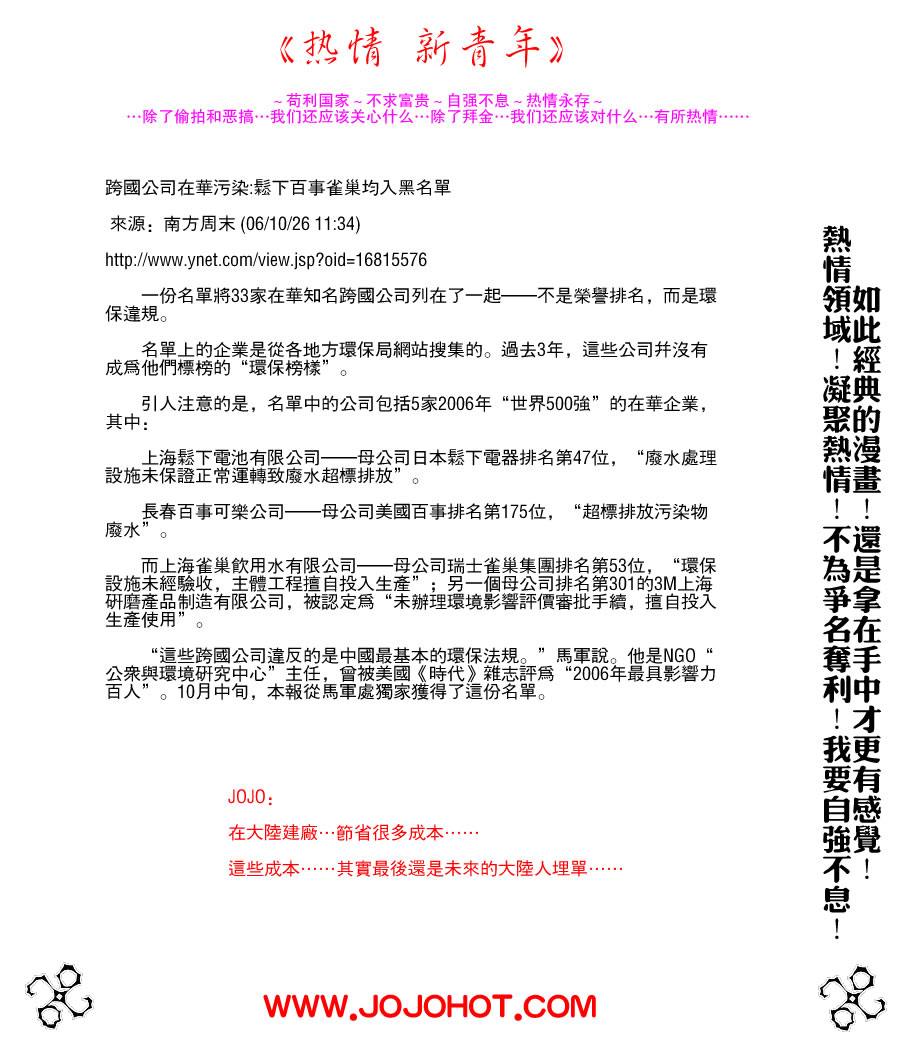 《热情 新青年》
~苟利国家~不求富贵~自强不息~热情永存~
…除了偷拍和恶搞…我们还应该关心什么…除了拜金…我们还应该对什么…有所热情……
跨國公司在華污染:鬆下百事雀巢均入黑名單
來源：南方周末 (06/10/26 11:34)
http://www.ynet.com/view.jsp?oid=16815576
一份名單將33家在華知名跨國公司列在了一起——不是榮譽排名，而是環
保違規。
名單上的企業是從各地方環保局網站搜集的。過去3年，這些公司幷沒有
成爲他們標榜的“環保榜樣”。
引人注意的是，名單中的公司包括5家2006年“世界500強”的在華企業，
其中：
上海鬆下電池有限公司——母公司日本鬆下電器排名第47位，“廢水處理
設施未保證正常運轉致廢水超標排放”。
長春百事可樂公司——母公司美國百事排名第175位，“超標排放污染物
廢水”。
而上海雀巢飲用水有限公司——母公司瑞士雀巢集團排名第53位，“環保
設施未經驗收，主體工程擅自投入生產”；另一個母公司排名第301的3M上海
研磨產品制造有限公司，被認定爲“未辦理環境影響評價審批手續，擅自投入
生產使用”。
“這些跨國公司違反的是中國最基本的環保法規。”馬軍說。他是NGO“
公衆與環境研究中心”主任，曾被美國《時代》雜志評爲“2006年最具影響力
百人”。10月中旬，本報從馬軍處獨家獲得了這份名單。
JOJO：
在大陸建廠…節省很多成本……
這些成本……其實最後還是未來的大陸人埋單……
如此經典的漫畫！還是拿在手中才更有感覺！
熱情領域！凝聚熱情！不為爭名奪利！我要自強不息！
WWW.JOJOHOT.COM